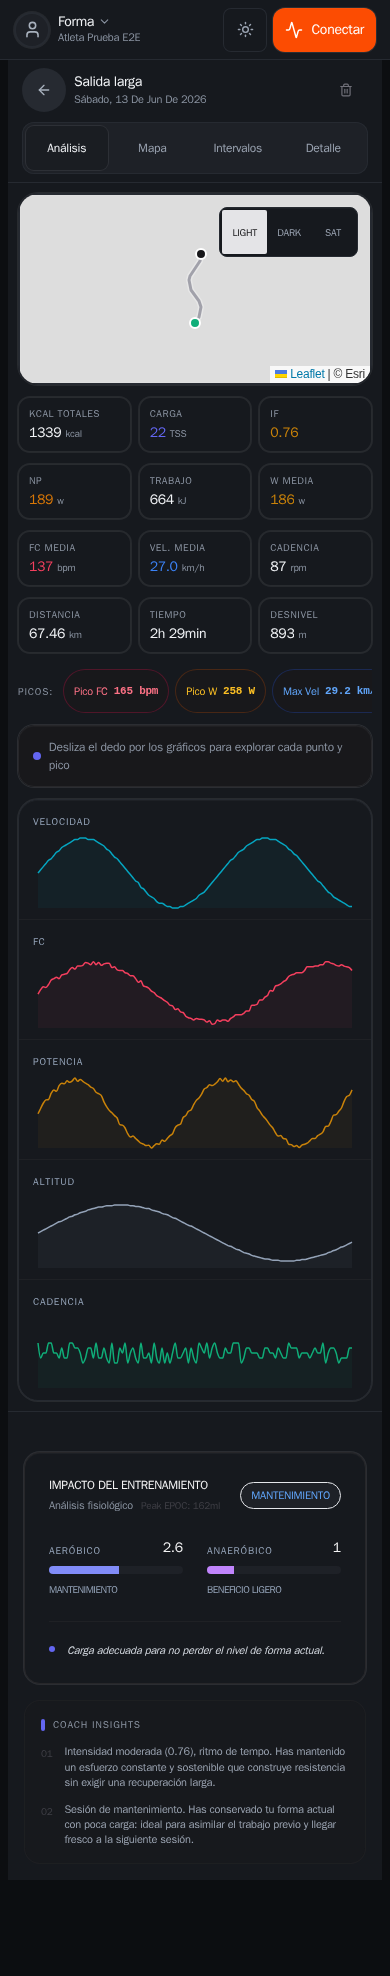 Forma
Atleta Prueba E2E
Conectar
Salida larga
Sábado, 13 De Jun De 2026
Análisis
Mapa
Intervalos
Detalle
LIGHT
DARK
SAT
Leaflet | © Esri
KCAL TOTALES
1339 kcal
CARGA
22 TSS
IF
0.76
NP
189 w
TRABAJO
664 kJ
W MEDIA
186 w
FC MEDIA
137 bpm
VEL. MEDIA
27.0 km/h
CADENCIA
87 rpm
DISTANCIA
67.46 km
TIEMPO
2h 29min
DESNIVEL
893 m
PICOS:
Pico FC 165 bpm
Pico W 258 W
Max Vel 29.2 km/
Desliza el dedo por los gráficos para explorar cada punto y
pico
VELOCIDAD
FC
POTENCIA
ALTITUD
CADENCIA
IMPACTO DEL ENTRENAMIENTO
Análisis fisiológico Peak EPOC: 162ml
MANTENIMIENTO
AERÓBICO
2.6
MANTENIMIENTO
ANAERÓBICO
1
BENEFICIO LIGERO
Carga adecuada para no perder el nivel de forma actual.
COACH INSIGHTS
01
Intensidad moderada (0.76), ritmo de tempo. Has mantenido
un esfuerzo constante y sostenible que construye resistencia
sin exigir una recuperación larga.
02
Sesión de mantenimiento. Has conservado tu forma actual
con poca carga: ideal para asimilar el trabajo previo y llegar
fresco a la siguiente sesión.